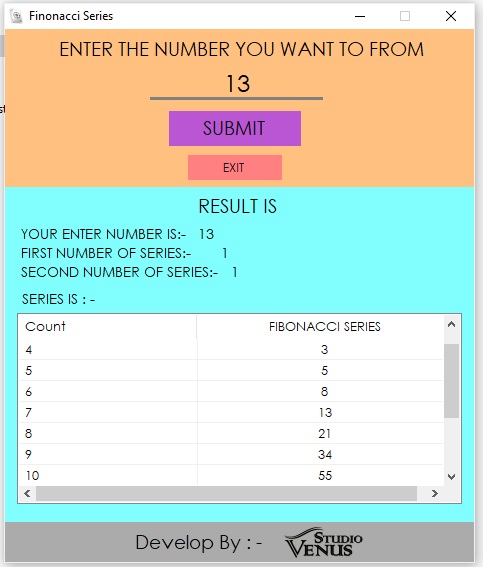 Finonacci Series
ENTER THE NUMBER YOU WANT TO FROM
13
SUBMIT
EXIT
RESULT IS
YOUR ENTER NUMBER IS:- 13
FIRST NUMBER OF SERIES:- 1
SECOND NUMBER OF SERIES:- 1
SERIES IS : -
Count FIBONACCI SERIES
4 3
5 5
6 8
7 13
8 21
9 34
10 55
Develop By : - STUDIO VENUS